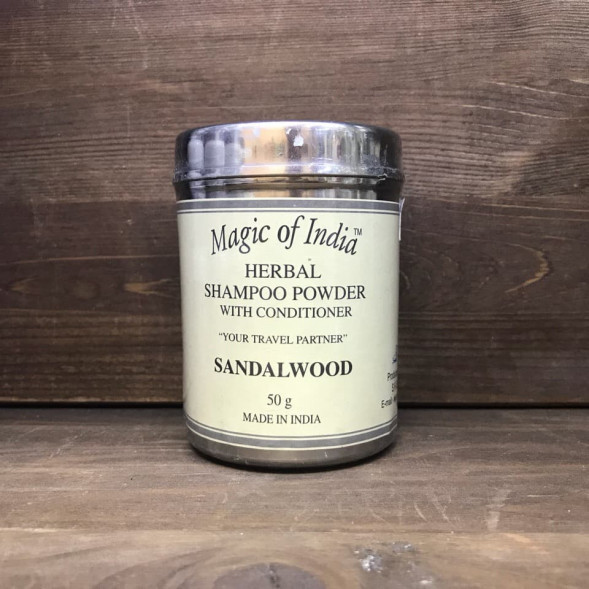 Magic of India™
HERBAL
SHAMPOO POWDER
WITH CONDITIONER
“YOUR TRAVEL PARTNER”
SANDALWOOD
50 g
MADE IN INDIA